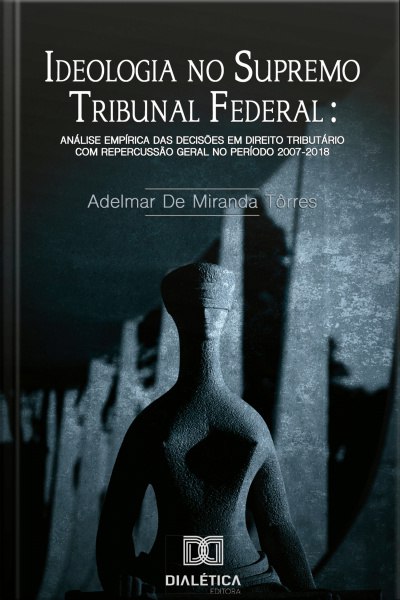 IDEOLOGIA NO SUPREMO
TRIBUNAL FEDERAL:
ANÁLISE EMPÍRICA DAS DECISÕES EM DIREITO TRIBUTÁRIO
COM REPERCUSSÃO GERAL NO PERÍODO 2007-2018
Adelmar De Miranda Tôrres
DIALÉTICA
EDITORA